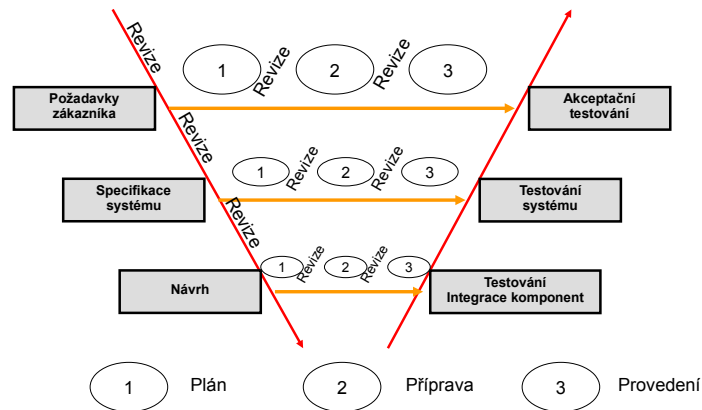 Revize
1
Revize
2
Revize
3
Požadavky
zákazníka
Akceptační
testování
Revize
1
Revize
2
Revize
3
Specifikace
systému
Testování
systému
Revize
1
Revize
2
Revize
3
Návrh
Testování
Integrace komponent
1
Plán
2
Příprava
3
Provedení